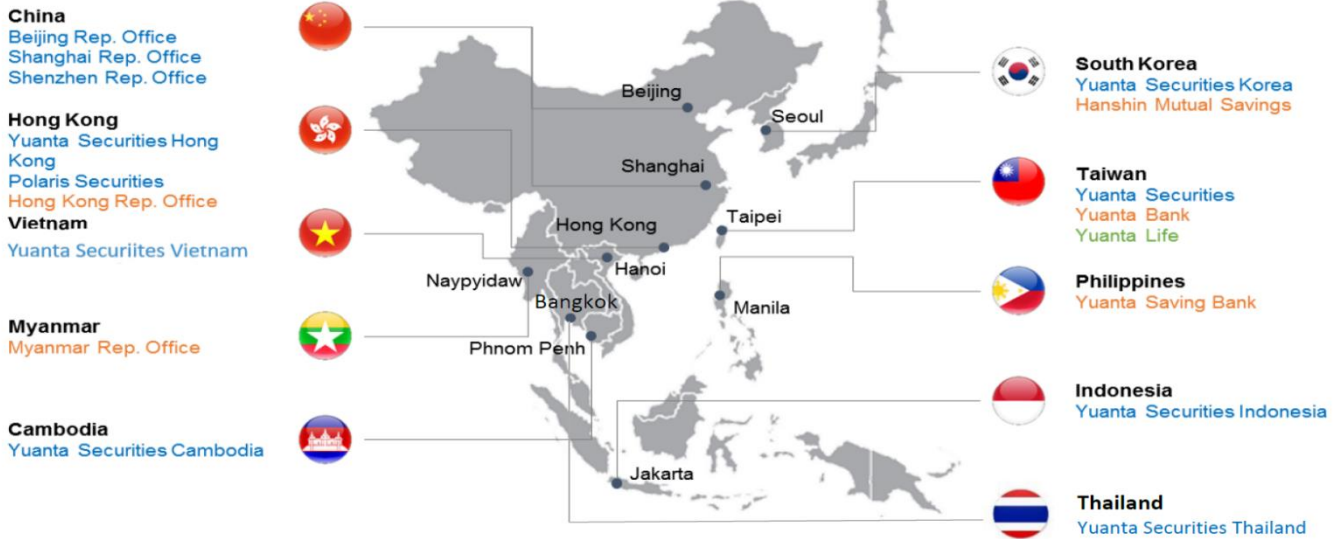 China
Beijing Rep. Office
Shanghai Rep. Office
Shenzhen Rep. Office
Hong Kong
Yuanta Securities Hong
Kong
Polaris Securities
Hong Kong Rep. Office
Vietnam
Yuanta Securiites Vietnam
Myanmar
Myanmar Rep. Office
Cambodia
Yuanta Securities Cambodia
Beijing
Seoul
Shanghai
Taipei
Hong Kong
Hanoi
Naypyidaw
Bangkok
Manila
Phnom Penh
Jakarta
South Korea
Yuanta Securities Korea
Hanshin Mutual Savings
Taiwan
Yuanta Securities
Yuanta Bank
Yuanta Life
Philippines
Yuanta Saving Bank
Indonesia
Yuanta Securities Indonesia
Thailand
Yuanta Securities Thailand